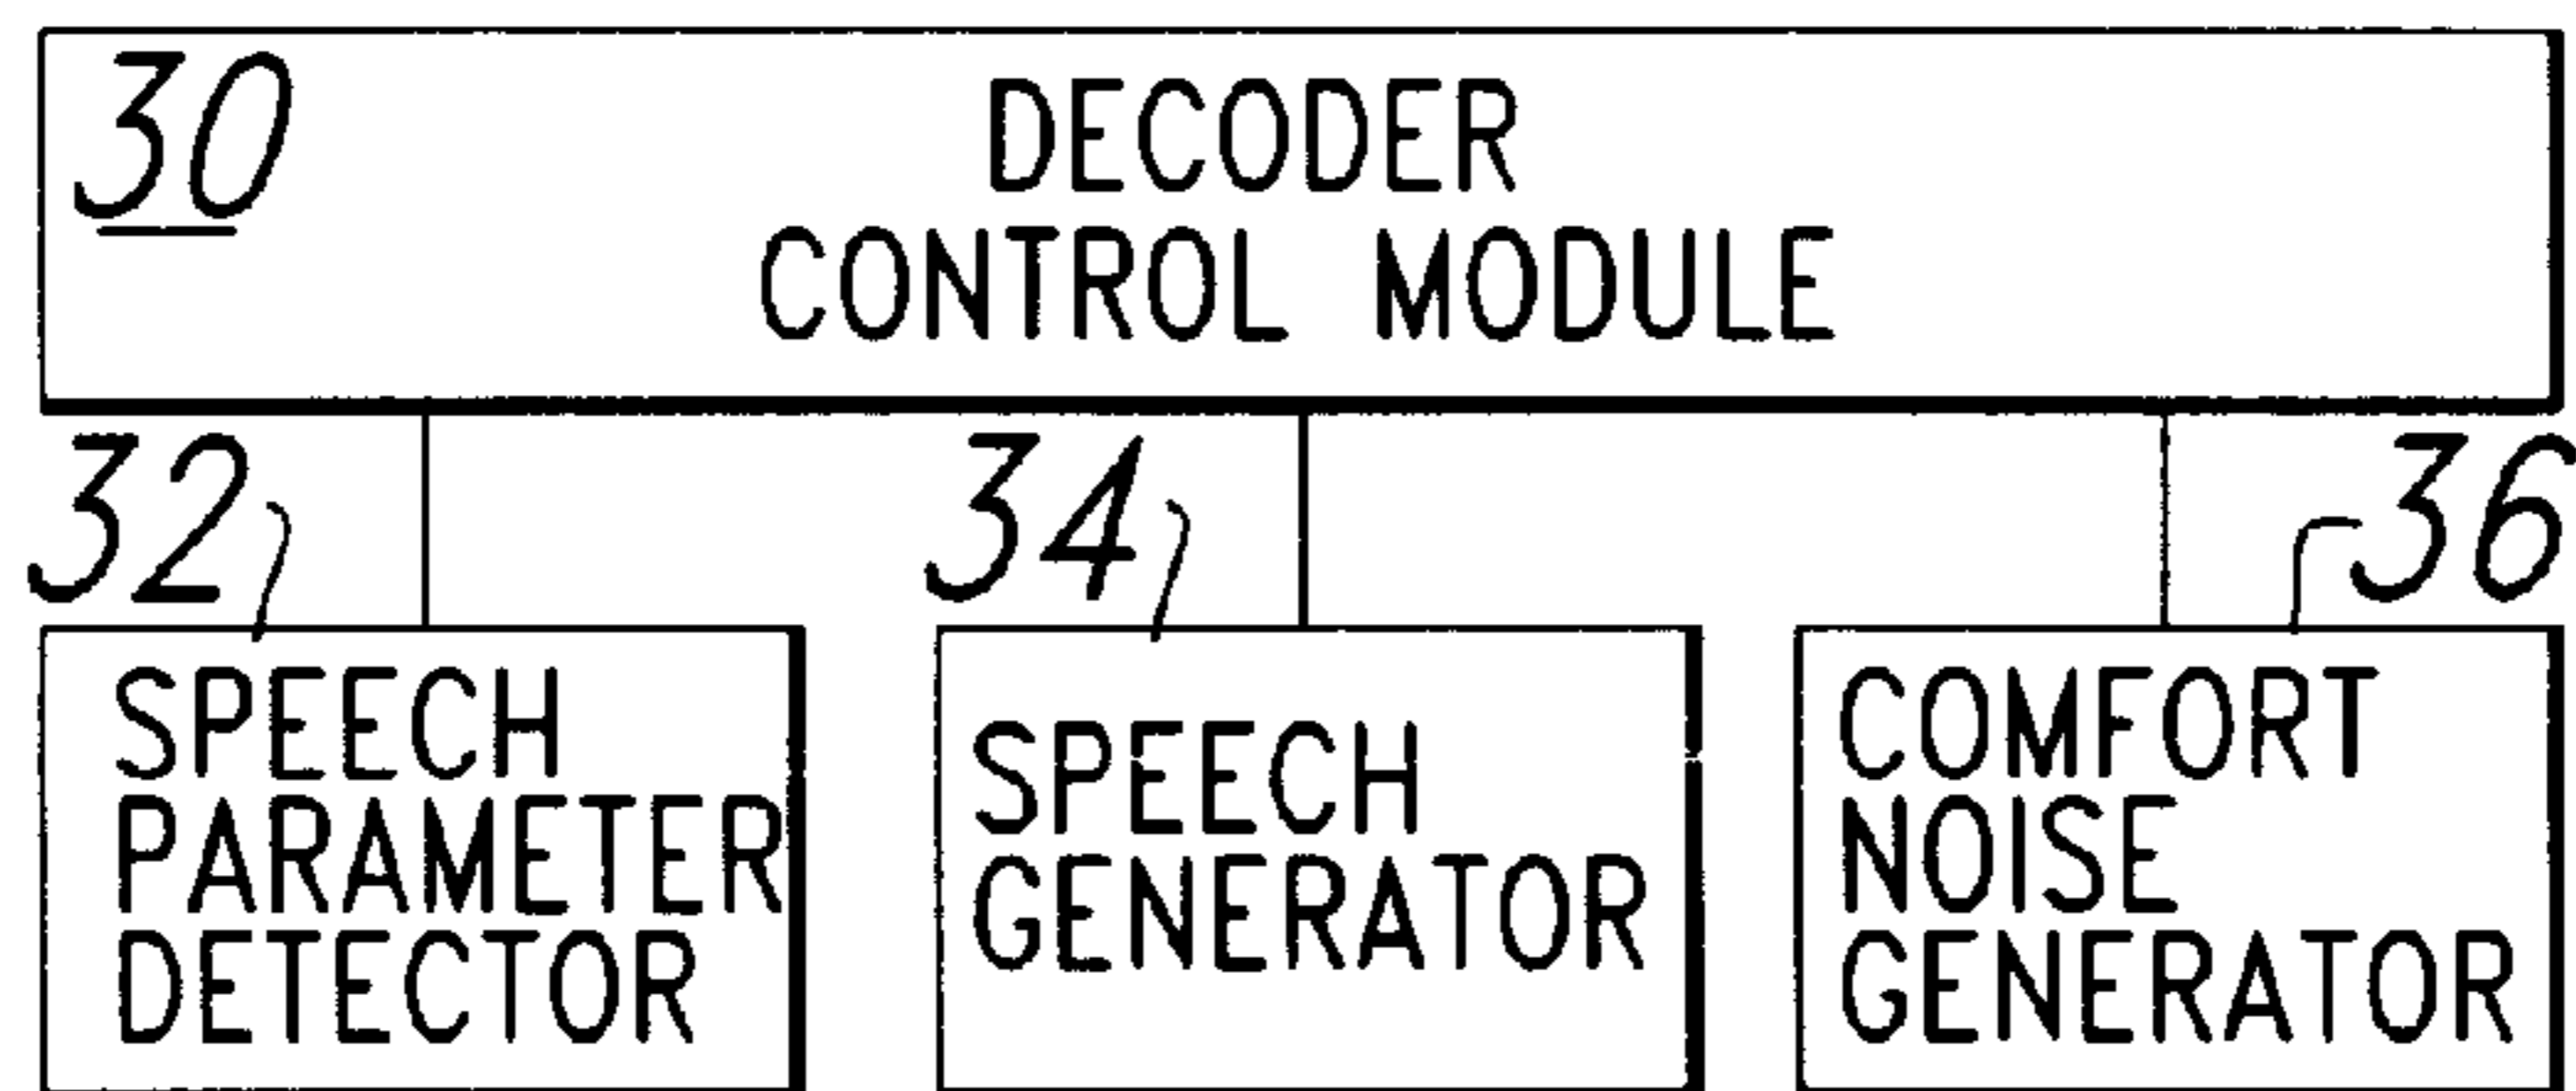 30
DECODER
CONTROL MODULE
32
34
36
SPEECH
PARAMETER
DETECTOR
SPEECH
GENERATOR
COMFORT
NOISE
GENERATOR